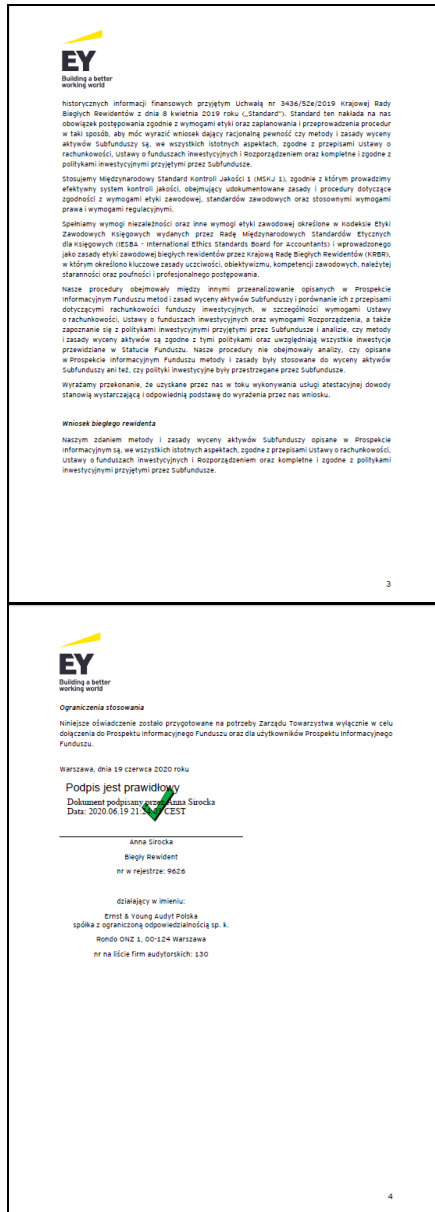 EY
Building a better
working world
historycznych informacji finansowych przyjętym Uchwałą nr 3436/52e/2019 Krajowej Rady
Biegłych Rewidentów z dnia 8 kwietnia 2019 roku („Standard"). Standard ten nakłada na nas
obowiązek postępowania zgodnie z wymogami etyki oraz zaplanowania i przeprowadzenia procedur
w taki sposób, aby móc wyrazić wniosek dający racjonalną pewność czy metody i zasady wyceny
aktywów Subfunduszy są, we wszystkich istotnych aspektach, zgodne z przepisami Ustawy o
rachunkowości, Ustawy o funduszach inwestycyjnych i Rozporządzeniem oraz kompletne i zgodne z
politykami inwestycyjnymi przyjętymi przez Subfundusze.
Stosujemy Międzynarodowy Standard Kontroli Jakości 1 (MSKJ 1), zgodnie z którym prowadzimy
efektywny system kontroli jakości, obejmujący udokumentowane zasady i procedury dotyczące
zgodności z wymogami etyki zawodowej, standardów zawodowych oraz stosownymi wymogami
prawa i wymogami regulacyjnymi.
Spełniamy wymogi niezależności oraz inne wymogi etyki zawodowej określone w Kodeksie Etyki
Zawodowych Księgowych wydanych przez Radę Międzynarodowych Standardów Etycznych
dla Księgowych (IESBA - International Ethics Standards Board for Accountants) i wprowadzonego
jako zasady etyki zawodowej biegłych rewidentów przez Krajową Radę Biegłych Rewidentów (KRBR),
w którym określono kluczowe zasady uczciwości, obiektywizmu, kompetencji zawodowych, należytej
staranności oraz poufności i profesjonalnego postępowania.
Nasze procedury obejmowały między innymi przeanalizowanie opisanych w Prospekcie
Informacyjnym Funduszu metod i zasad wyceny aktywów Subfunduszy i porównanie ich z przepisami
dotyczącymi rachunkowości funduszy inwestycyjnych, w szczególności wymogami Ustawy
o rachunkowości, Ustawy o funduszach inwestycyjnych oraz wymogami Rozporządzenia, a także
zapoznanie się z politykami inwestycyjnymi przyjętymi przez Subfundusze i analizie, czy metody
i zasady wyceny aktywów są zgodne z tymi politykami oraz uwzględniają wszystkie inwestycje
przewidziane w Statucie Funduszu. Nasze procedury nie obejmowały analizy, czy opisane
w Prospekcie Informacyjnym Funduszu metody i zasady były stosowane do wyceny aktywów
Subfunduszy ani też, czy polityki inwestycyjne były przestrzegane przez Subfundusze.
Wyrażamy przekonanie, że uzyskane przez nas w toku wykonywania usługi atestacyjnej dowody
stanowią wystarczającą i odpowiednią podstawę do wyrażenia przez nas wniosku.
Wniosek biegłego rewidenta
Naszym zdaniem metody i zasady wyceny aktywów Subfunduszy opisane w Prospekcie
Informacyjnym są, we wszystkich istotnych aspektach, zgodne z przepisami Ustawy o rachunkowości,
Ustawy o funduszach inwestycyjnych i Rozporządzeniem oraz kompletne i zgodne z politykami
inwestycyjnymi przyjętymi przez Subfundusze.
3
EY
Building a better
working world
Ograniczenia stosowania
Niniejsze oświadczenie zostało przygotowane na potrzeby Zarządu Towarzystwa wyłącznie w celu
dołączenia do Prospektu Informacyjnego Funduszu oraz dla użytkowników Prospektu Informacyjnego
Funduszu.
Warszawa, dnia 19 czerwca 2020 roku
Podpis jest prawidłowy
Dokument podpisany przez Anna Sirocka
Data: 2020.06.19 CEST
Anna Sirocka
Biegły Rewident
nr w rejestrze: 9626
działający w imieniu:
Ernst & Young Audyt Polska
spółka z ograniczoną odpowiedzialnością sp. k.
Rondo ONZ 1, 00-124 Warszawa
nr na liście firm audytorskich: 130
4